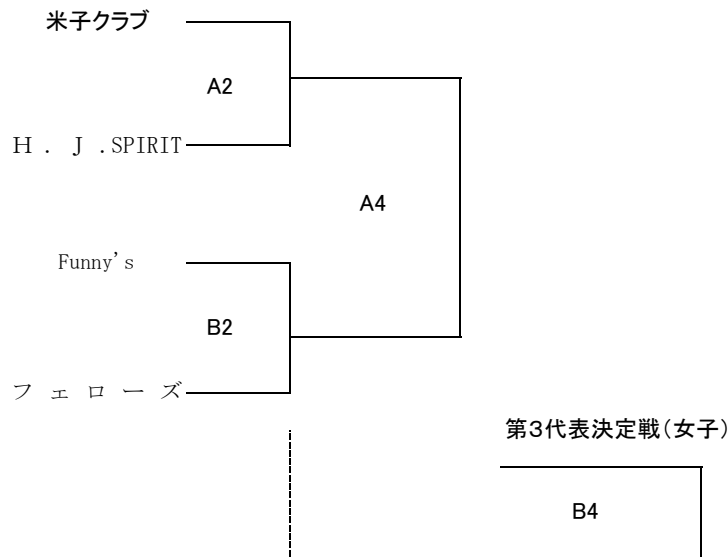 米子クラブ
A2
Ｈ．Ｊ．SPIRIT
A4
Funny’s
B2
フェローズ
第3代表決定戦（女子）
B4